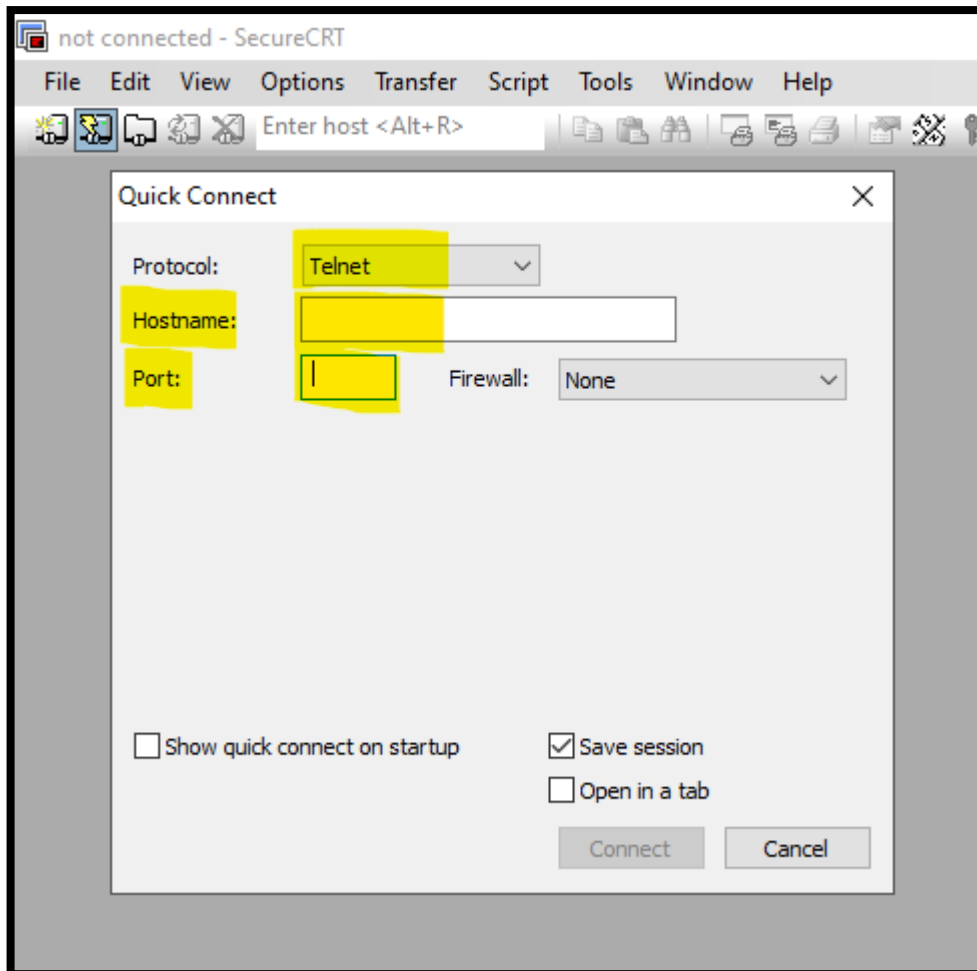 not connected - SecureCRT
File Edit View Options Transfer Script Tools Window Help
Enter host <Alt+R>
Quick Connect
Protocol: Telnet
Hostname:
Port: Firewall: None
Show quick connect on startup Save session
Open in a tab
Connect Cancel